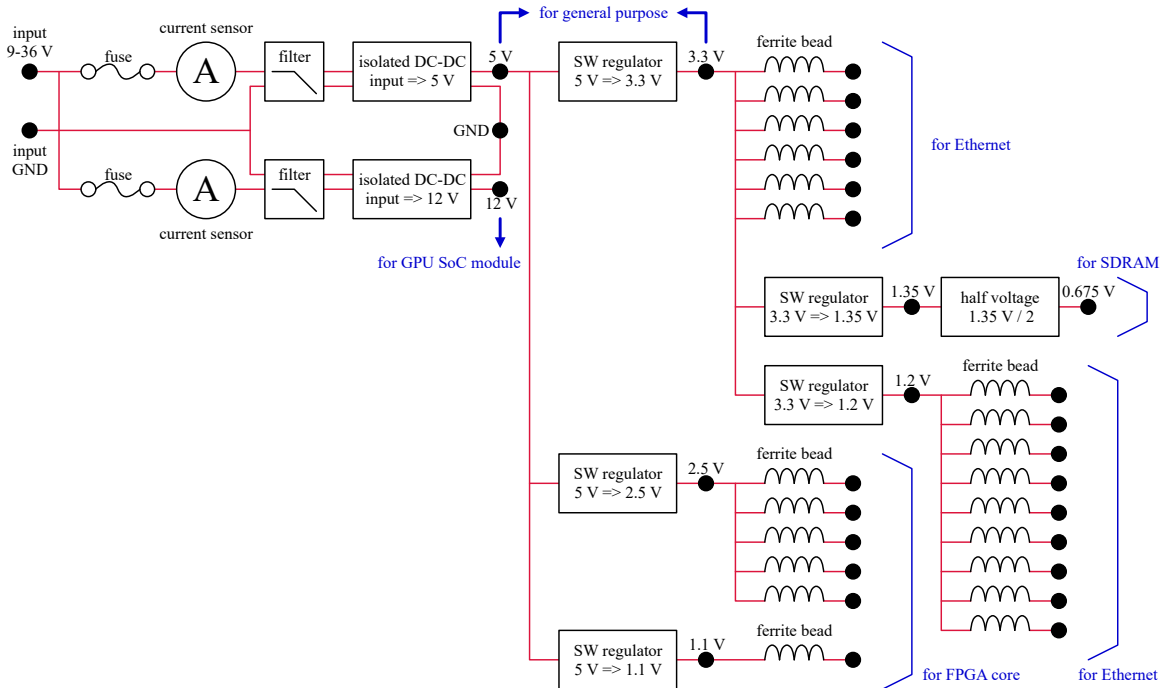 input
9-36 V
fuse
current sensor
A
filter
isolated DC-DC
input => 5 V
5 V
for general purpose
SW regulator
5 V => 3.3 V
3.3 V
ferrite bead
for Ethernet
input
GND
GND
fuse
A
current sensor
filter
isolated DC-DC
input => 12 V
12 V
for GPU SoC module
SW regulator
3.3 V => 1.35 V
1.35 V
half voltage
1.35 V / 2
0.675 V
for SDRAM
SW regulator
3.3 V => 1.2 V
1.2 V
ferrite bead
for Ethernet
SW regulator
5 V => 2.5 V
2.5 V
ferrite bead
SW regulator
5 V => 1.1 V
1.1 V
ferrite bead
for FPGA core